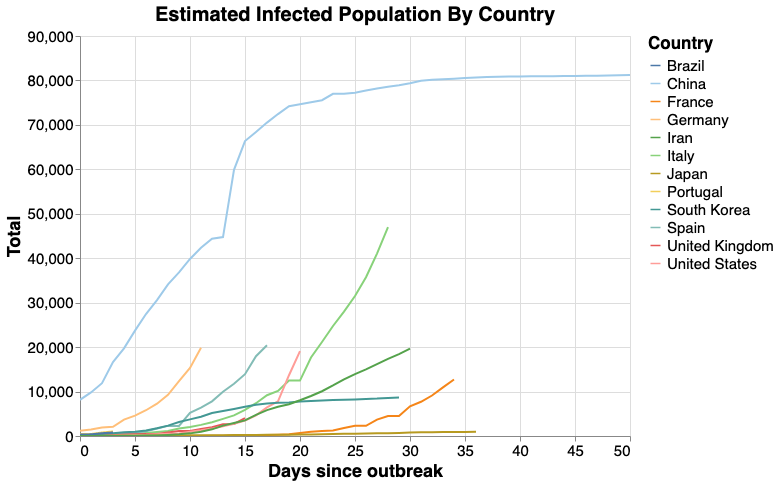 Estimated Infected Population By Country
90,000
80,000
70,000
60,000
50,000
40,000
30,000
20,000
10,000
0
Total
0 5 10 15 20 25 30 35 40 45 50
Days since outbreak
Country
Brazil
China
France
Germany
Iran
Italy
Japan
Portugal
South Korea
Spain
United Kingdom
United States